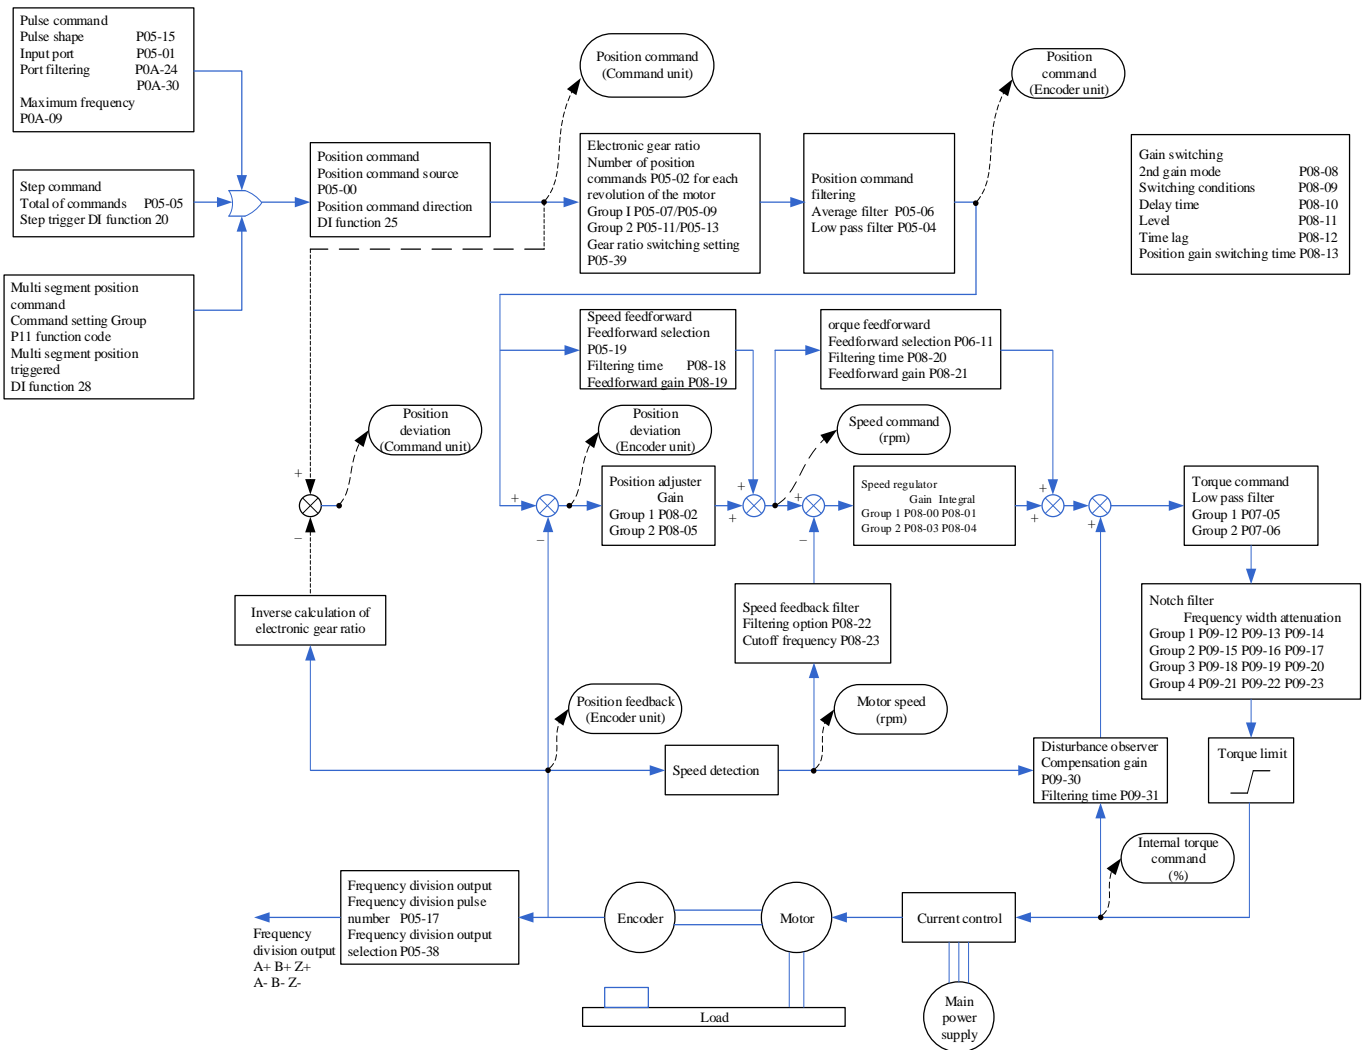 Pulse command
Pulse shape P05-15
Input port P05-01
Port filtering P0A-24
P0A-30
Maximum frequency
P0A-09
Step command
Total of commands P05-05
Step trigger DI function 20
Multi segment position
command
Command setting Group
P11 function code
Multi segment position
triggered
DI function 28
Position command
Position command source
P05-00
Position command direction
DI function 25
Position command
(Command unit)
Electronic gear ratio
Number of position
commands P05-02 for each
revolution of the motor
Group I P05-07/P05-09
Group 2 P05-11/P05-13
Gear ratio switching setting
P05-39
Position command
filtering
Average filter P05-06
Low pass filter P05-04
Position
command
(Encoder unit)
Gain switching
2nd gain mode P08-08
Switching conditions P08-09
Delay time P08-10
Level P08-11
Time lag P08-12
Position gain switching time P08-13
Speed feedforward
Feedforward selection
P05-19
Filtering time P08-18
Feedforward gain P08-19
orque feedforward
Feedforward selection P06-11
Filtering time P08-20
Feedforward gain P08-21
Position
deviation
(Command unit)
Position
deviation
(Encoder unit)
Speed command
(rpm)
+
−
+
−
Position adjuster
Gain
Group 1 P08-02
Group 2 P08-05
+
+
+
−
Speed regulator
Gain Integral
Group 1 P08-00 P08-01
Group 2 P08-03 P08-04
+
+
+
Torque command
Low pass filter
Group 1 P07-05
Group 2 P07-06
Inverse calculation of
electronic gear ratio
Speed feedback filter
Filtering option P08-22
Cutoff frequency P08-23
Notch filter
Frequency width attenuation
Group 1 P09-12 P09-13 P09-14
Group 2 P09-15 P09-16 P09-17
Group 3 P09-18 P09-19 P09-20
Group 4 P09-21 P09-22 P09-23
Position feedback
(Encoder unit)
Motor speed
(rpm)
Speed detection
Disturbance observer
Compensation gain
P09-30
Filtering time P09-31
Torque limit
Internal torque
command
(%)
Frequency division output
Frequency division pulse
number P05-17
Frequency division output
selection P05-38
Frequency
division output
A+ B+ Z+
A- B- Z-
Encoder
Motor
Current control
Load
Main
power
supply